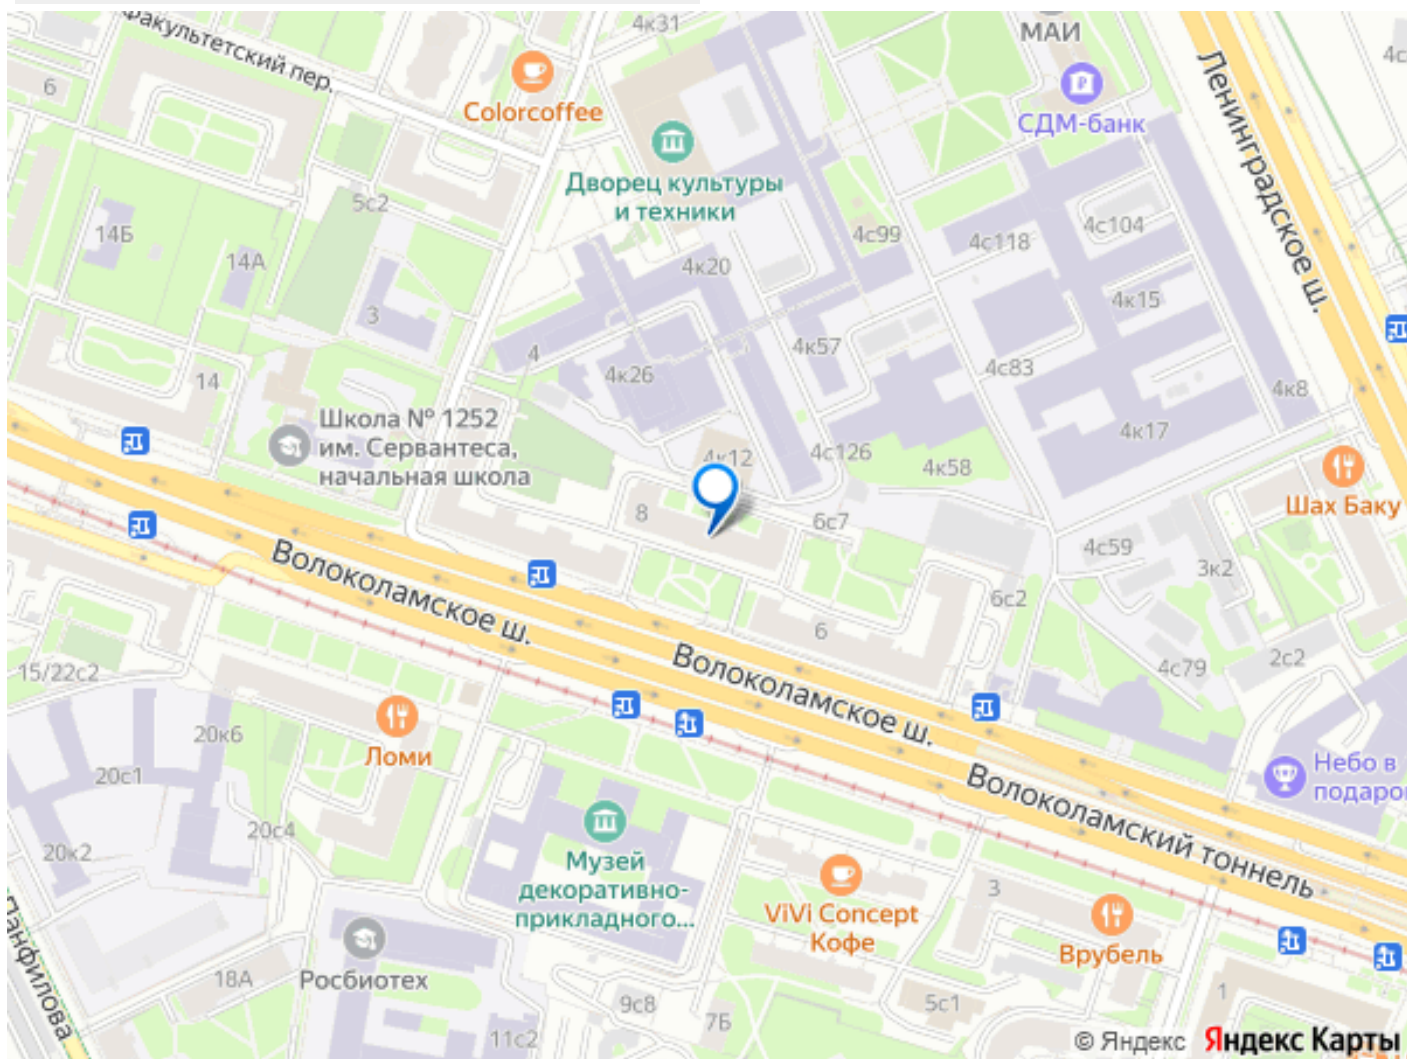 Факультетский пер.
4к31
МАИ
6
Colorcoffee
СДМ-банк
Ленинградское ш.
Дворец культуры
и техники
5с2
14Б
14А
4с99
4с118
4с104
4к20
4к15
3
4
4к57
4с83
4к26
14
4к8
Школа № 1252
им. Сервантеса,
начальная школа
4к12
4с126
4к58
4к17
Шах Баку
8
6с7
4с59
3к2
Волоколамское ш.
6с2
6
Волоколамское ш.
4с79
2с2
15/22с2
20к6
Ломи
20с1
Небо в
подарок
Волоколамский тоннель
20с4
20к2
Музей
декоративно-
прикладного...
ViVi Concept
Кофе
3
Врубель
Панфилова
18А
Росбиотех
9с8
7Б
5с1
1
11с2
© Яндекс Яндекс Карты